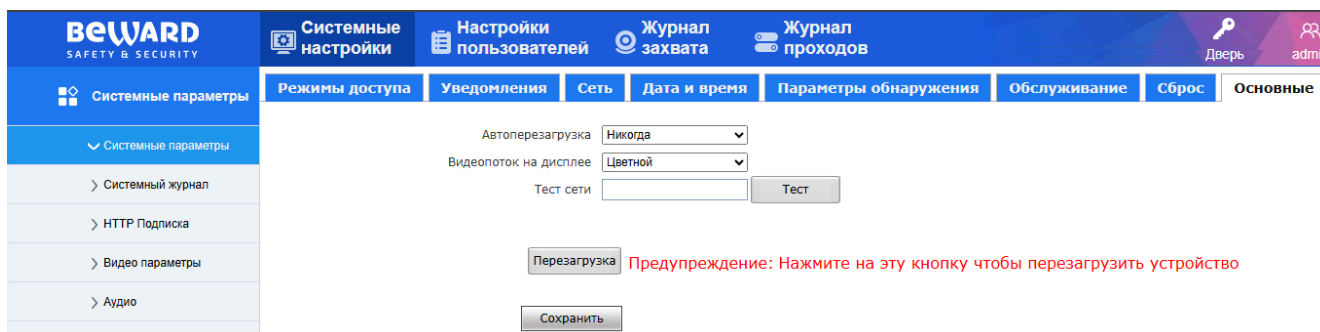 BEWARD
SAFETY & SECURITY
Системные настройки
Настройки пользователей
Журнал захвата
Журнал проходов
Дверь
admi
Системные параметры
Режимы доступа
Уведомления
Сеть
Дата и время
Параметры обнаружения
Обслуживание
Сброс
Основные
Системные параметры
Системный журнал
HTTP Подписка
Видео параметры
Аудио
Автоперезагрузка Никогда
Видеопоток на дисплее Цветной
Тест сети Тест
Перезагрузка Предупреждение: Нажмите на эту кнопку чтобы перезагрузить устройство
Сохранить